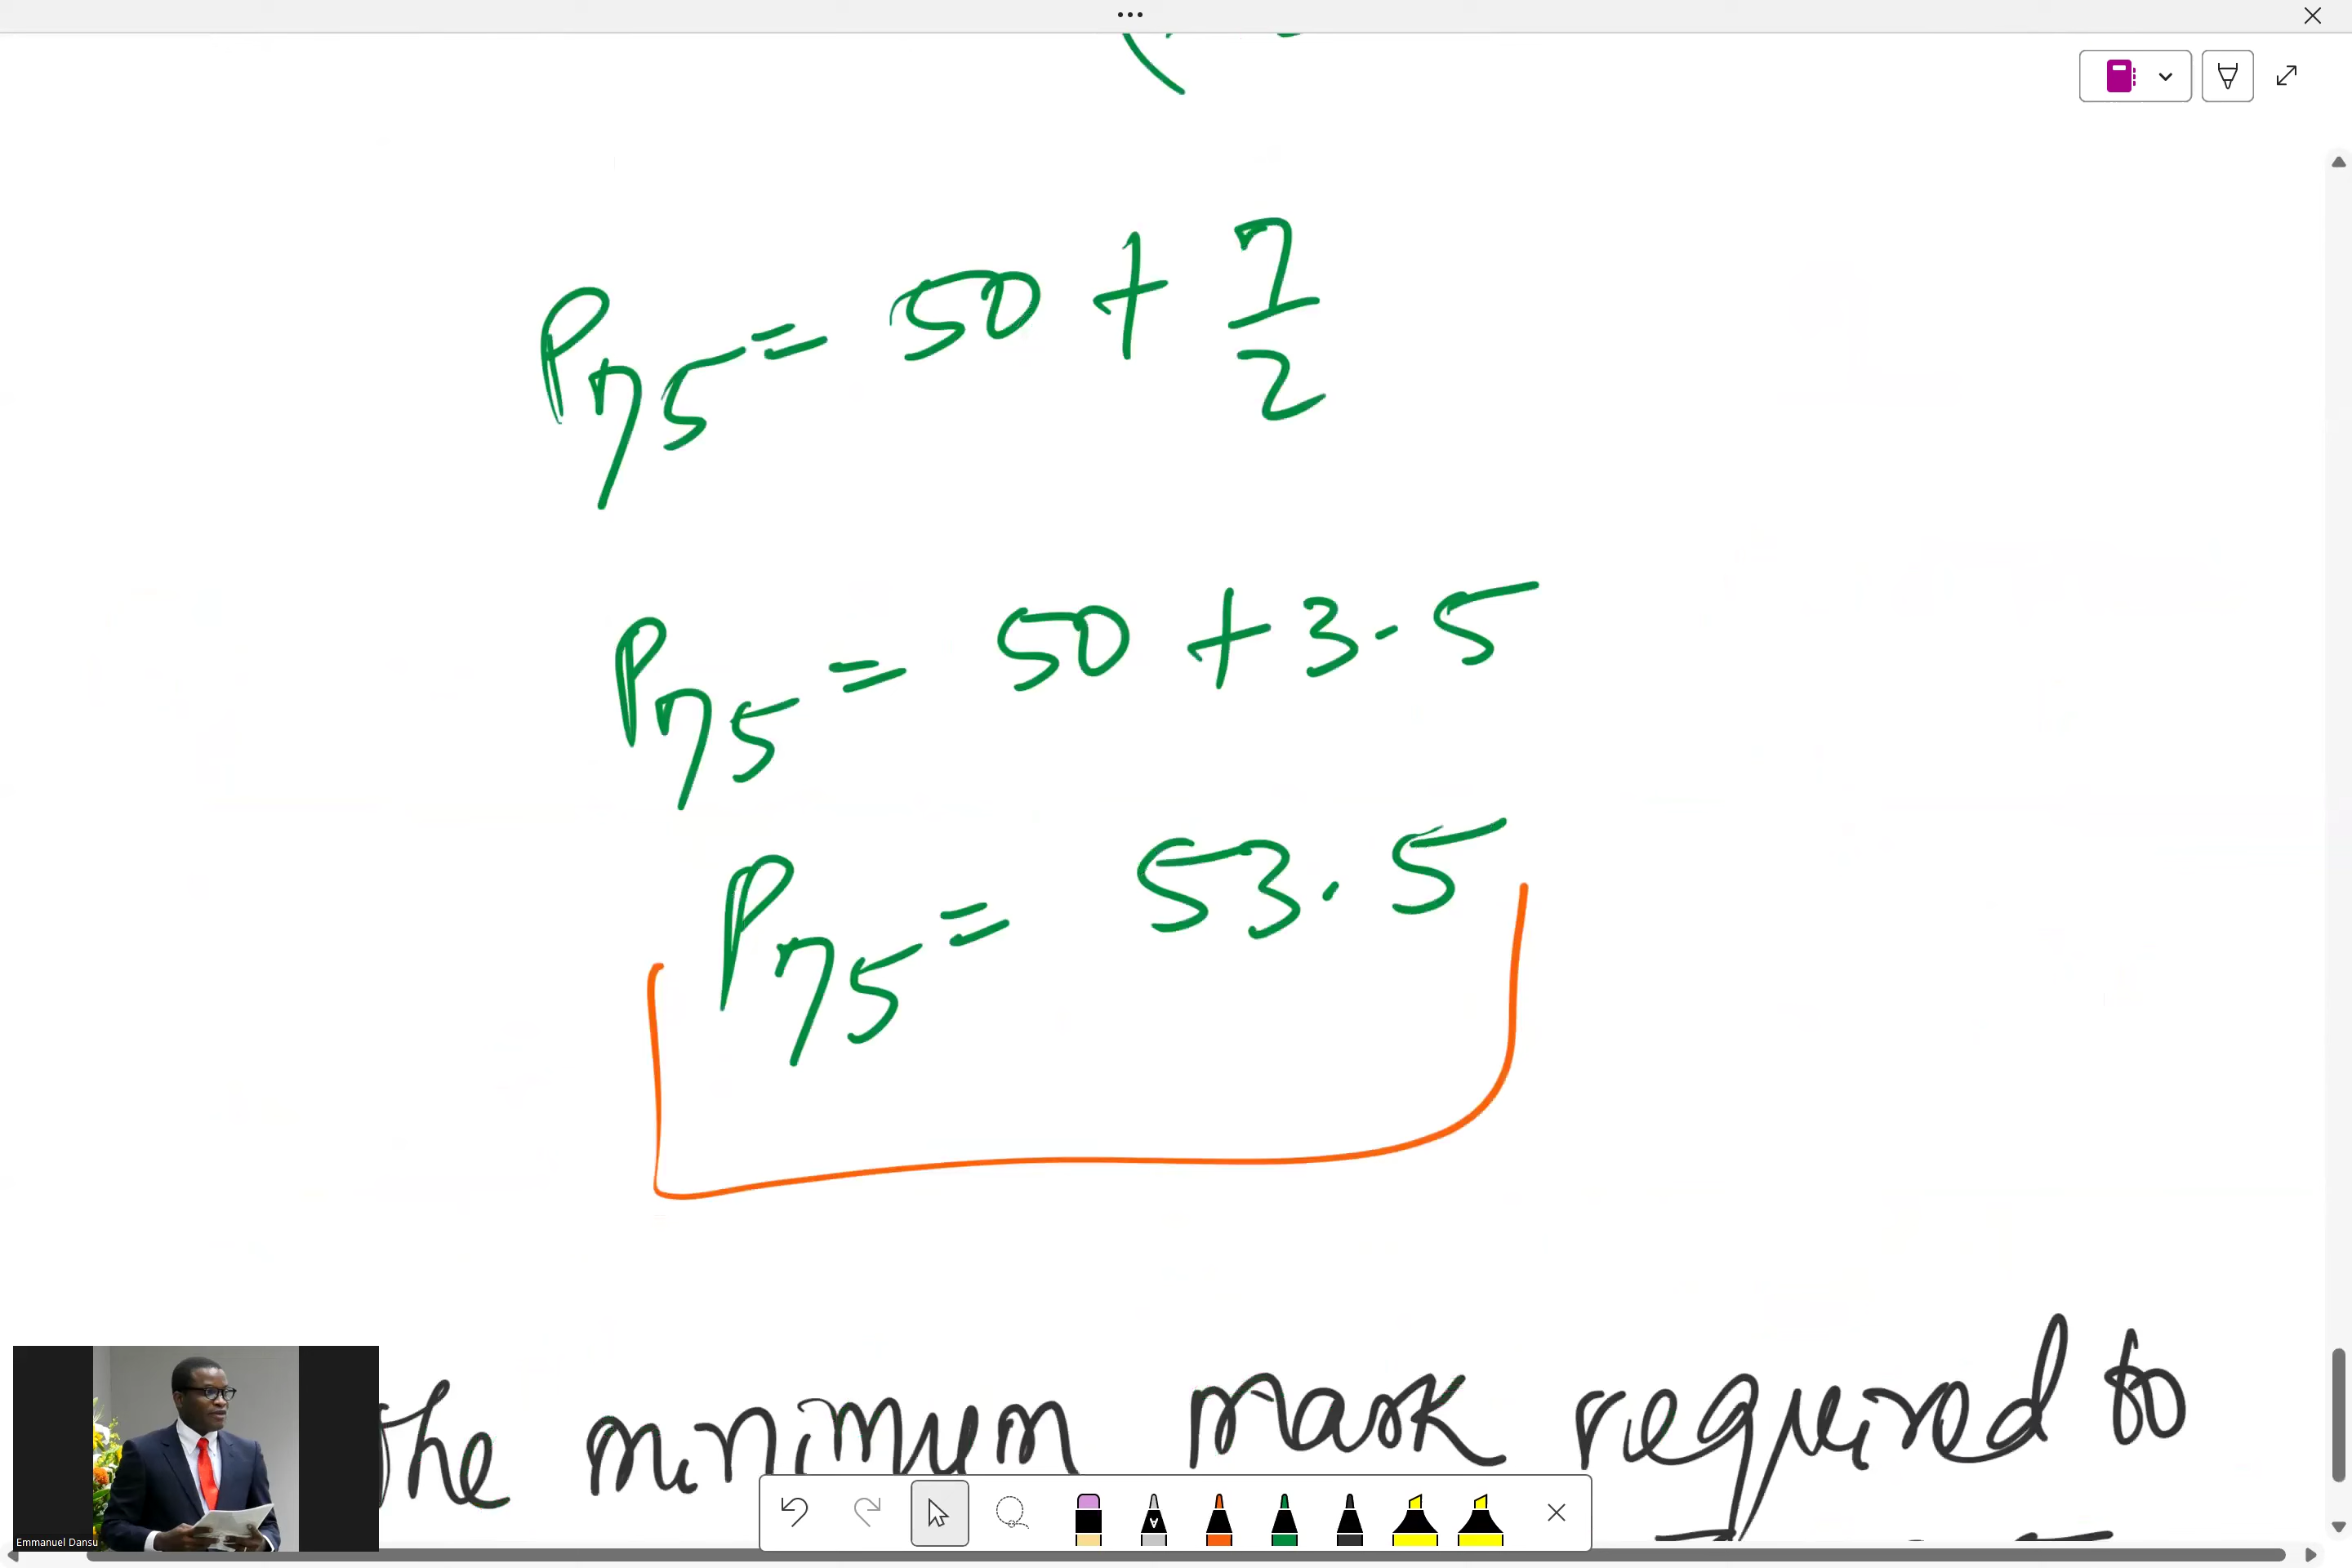 P75 = 50 + 7/2
P75 = 50 + 3.5
P75 = 53.5
the minimum mark required to
Emmanuel Dansu